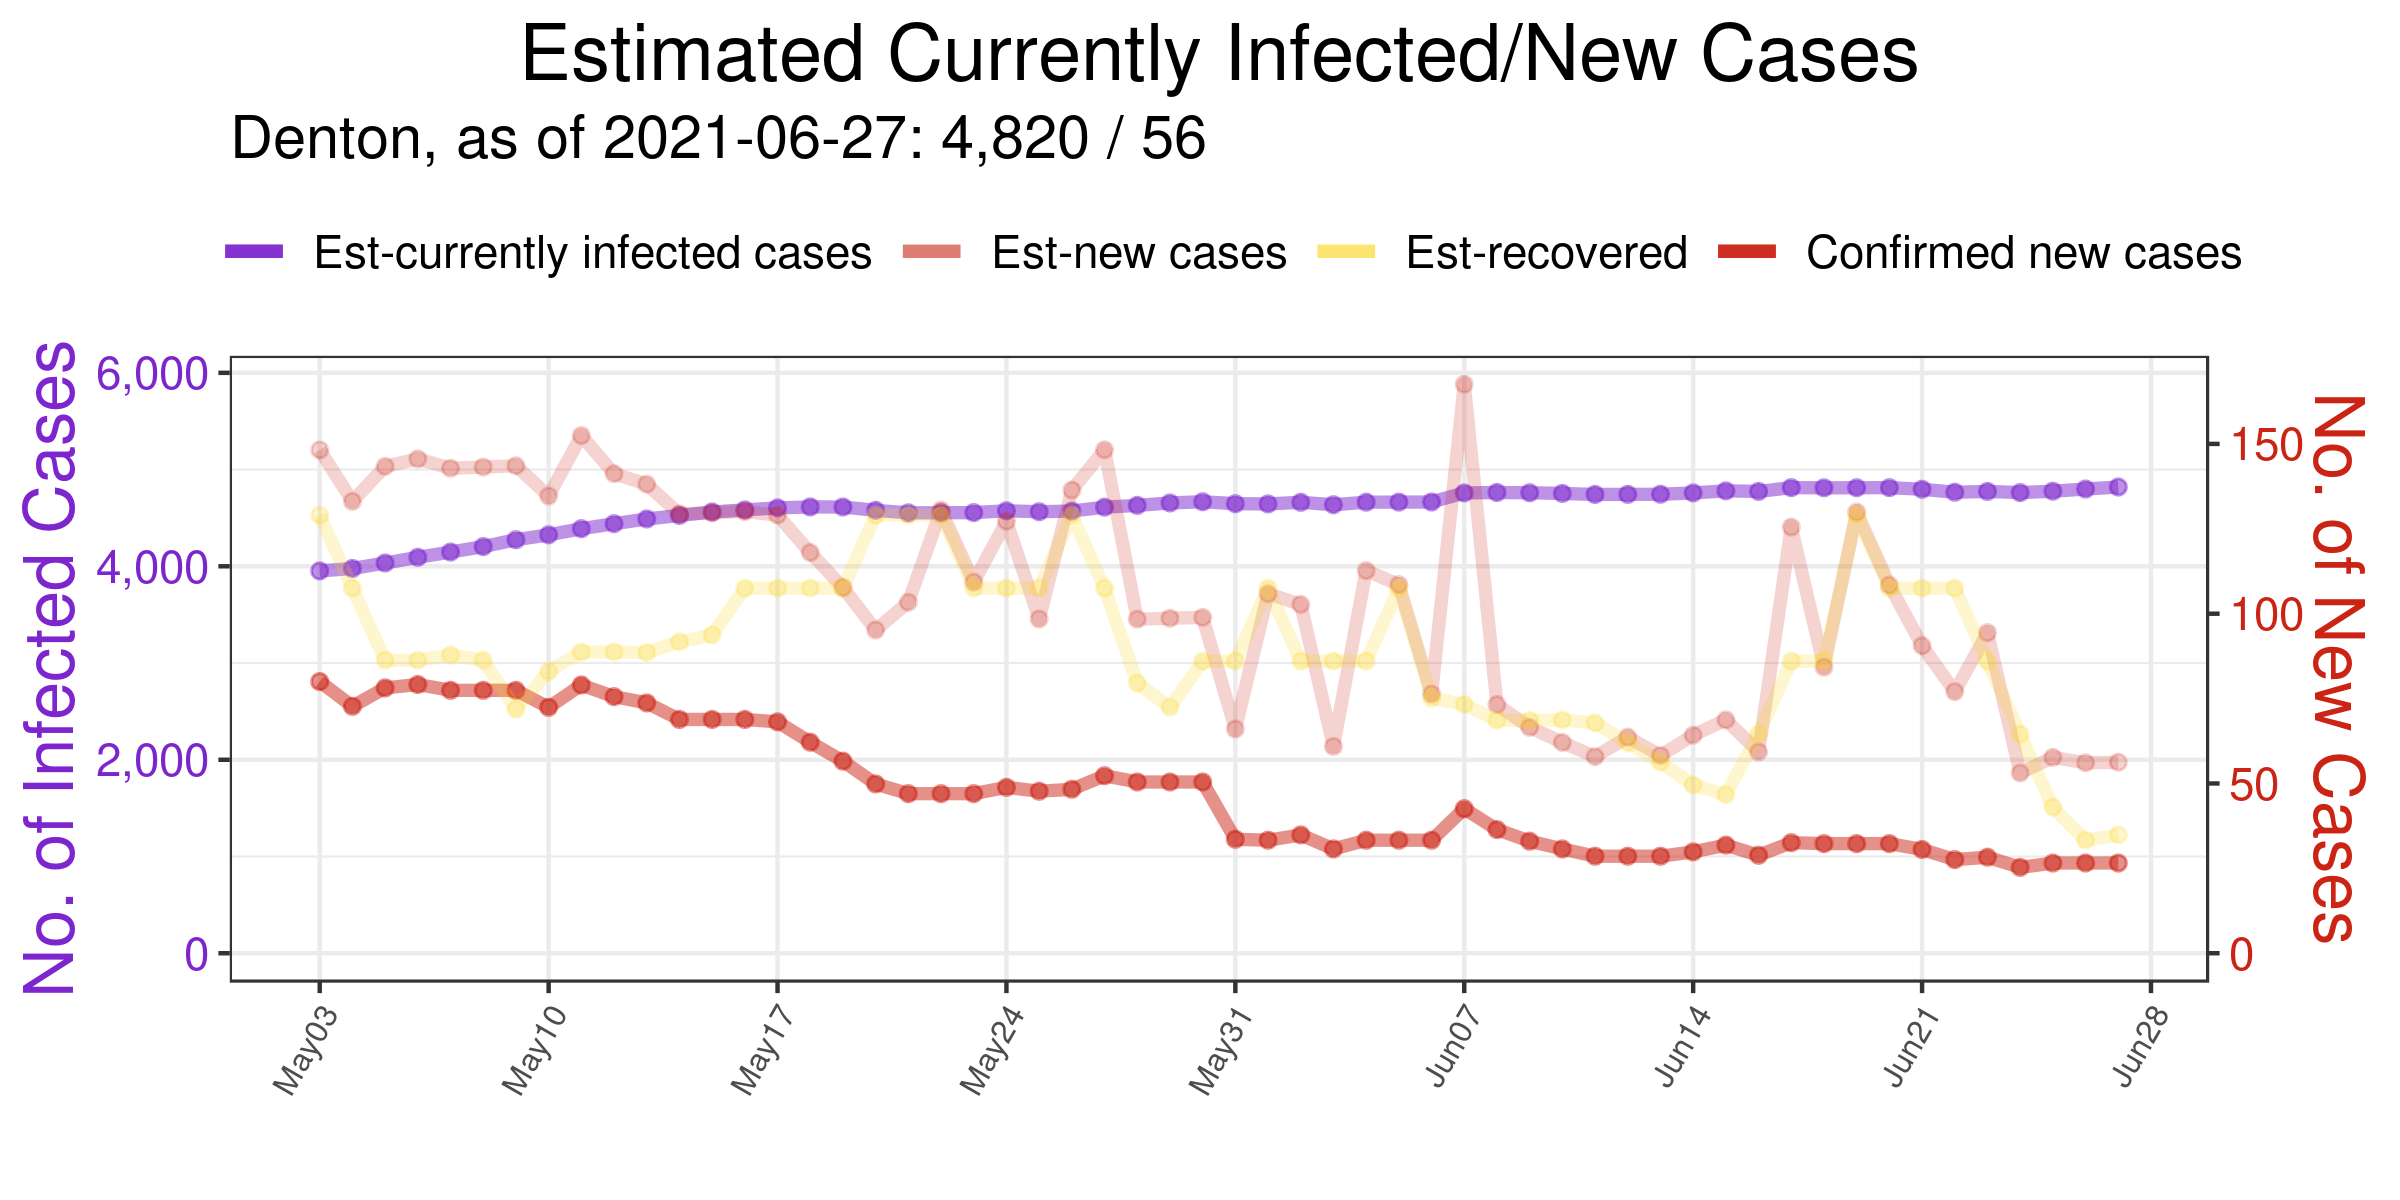 Estimated Currently Infected/New Cases
Denton, as of 2021-06-27: 4,820 / 56
Est-currently infected cases Est-new cases Est-recovered Confirmed new cases
No. of Infected Cases
6,000
4,000
2,000
0
150
100
50
0
No. of New Cases
May03 May10 May17 May24 May31 Jun07 Jun14 Jun21 Jun28